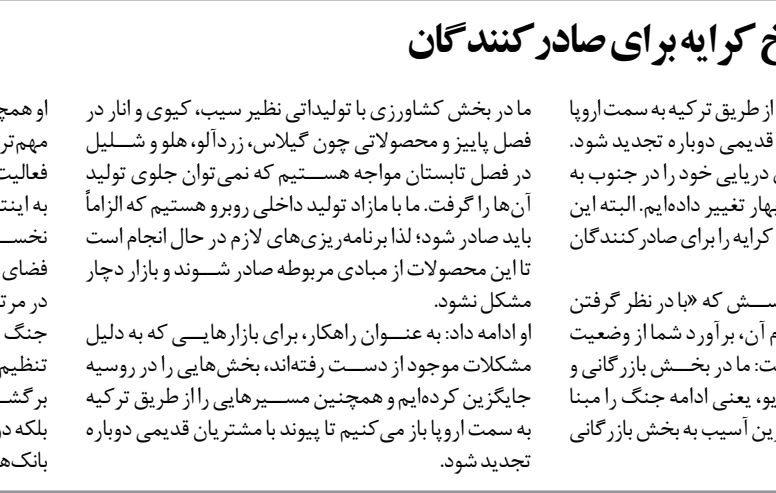 خ کرایه برای صادرکنندگان
از طریق ترکیه به سمت اروپا
قدیمی دوباره تجدید شود.
دریایی خود را در جنوب به
بهار تغییر داده‌ایم. البته این
کرایه را برای صادرکنندگان
سش که «با در نظر گرفتن
م آن، برآورد شما از وضعیت
ت: ما در بخش بازرگانی و
یو، یعنی ادامه جنگ را مبنا
رین آسیب به بخش بازرگانی
ما در بخش کشاورزی با تولیداتی نظیر سیب، کیوی و انار در
فصل پاییز و محصولاتی چون گیلاس، زردآلو، هلو و شلیل
در فصل تابستان مواجه هستیم که نمی‌توان جلوی تولید
آن‌ها را گرفت. ما با مازاد تولید داخلی روبرو هستیم که الزاماً
باید صادر شود؛ لذا برنامه‌ریزی‌های لازم در حال انجام است
تا این محصولات از مبادی مربوطه صادر شوند و بازار دچار
مشکل نشود.
او ادامه داد: به عنوان راهکار، برای بازارهایی که به دلیل
مشکلات موجود از دست رفته‌اند، بخش‌هایی را در روسیه
جایگزین کرده‌ایم و همچنین مسیرهایی را از طریق ترکیه
به سمت اروپا باز می‌کنیم تا پیوند با مشتریان قدیمی دوباره
تجدید شود.
او همچ
مهم‌تر
فعالیت
به اینتر
نخس
فضای
در مرت
جنگ
تنظیم
برگش
بلکه در
بانک‌ه